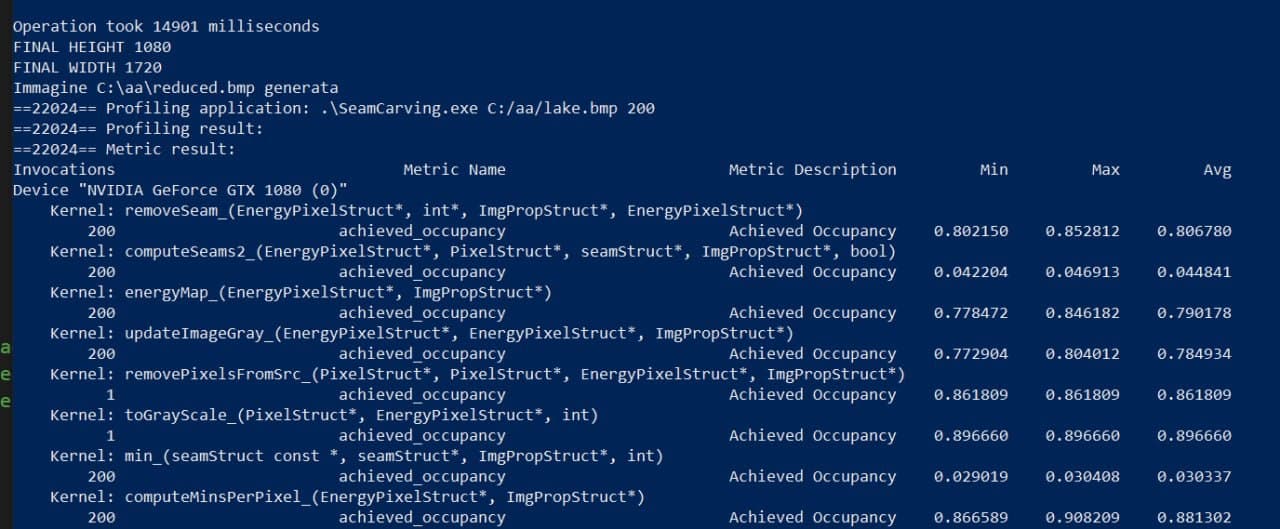 Operation took 14901 milliseconds
FINAL HEIGHT 1080
FINAL WIDTH 1720
Immagine C:\aa\reduced.bmp generata
==22024== Profiling application: .\SeamCarving.exe C:/aa/lake.bmp 200
==22024== Profiling result:
==22024== Metric result:
Invocations Metric Name Metric Description Min Max Avg
Device "NVIDIA GeForce GTX 1080 (0)"
Kernel: removeSeam_(EnergyPixelStruct*, int*, ImgPropStruct*, EnergyPixelStruct*)
200 achieved_occupancy Achieved Occupancy 0.802150 0.852812 0.806780
Kernel: computeSeams2_(EnergyPixelStruct*, PixelStruct*, seamStruct*, ImgPropStruct*, bool)
200 achieved_occupancy Achieved Occupancy 0.042204 0.046913 0.044841
Kernel: energyMap_(EnergyPixelStruct*, ImgPropStruct*)
200 achieved_occupancy Achieved Occupancy 0.778472 0.846182 0.790178
Kernel: updateImageGray_(EnergyPixelStruct*, EnergyPixelStruct*, ImgPropStruct*)
a 200 achieved_occupancy Achieved Occupancy 0.772904 0.804012 0.784934
e Kernel: removePixelsFromSrc_(PixelStruct*, PixelStruct*, EnergyPixelStruct*, ImgPropStruct*)
e 1 achieved_occupancy Achieved Occupancy 0.861809 0.861809 0.861809
Kernel: toGrayScale_(PixelStruct*, EnergyPixelStruct*, int)
1 achieved_occupancy Achieved Occupancy 0.896660 0.896660 0.896660
Kernel: min_(seamStruct const *, seamStruct*, ImgPropStruct*, int)
200 achieved_occupancy Achieved Occupancy 0.029019 0.030408 0.030337
Kernel: computeMinsPerPixel_(EnergyPixelStruct*, ImgPropStruct*)
200 achieved_occupancy Achieved Occupancy 0.866589 0.908209 0.881302